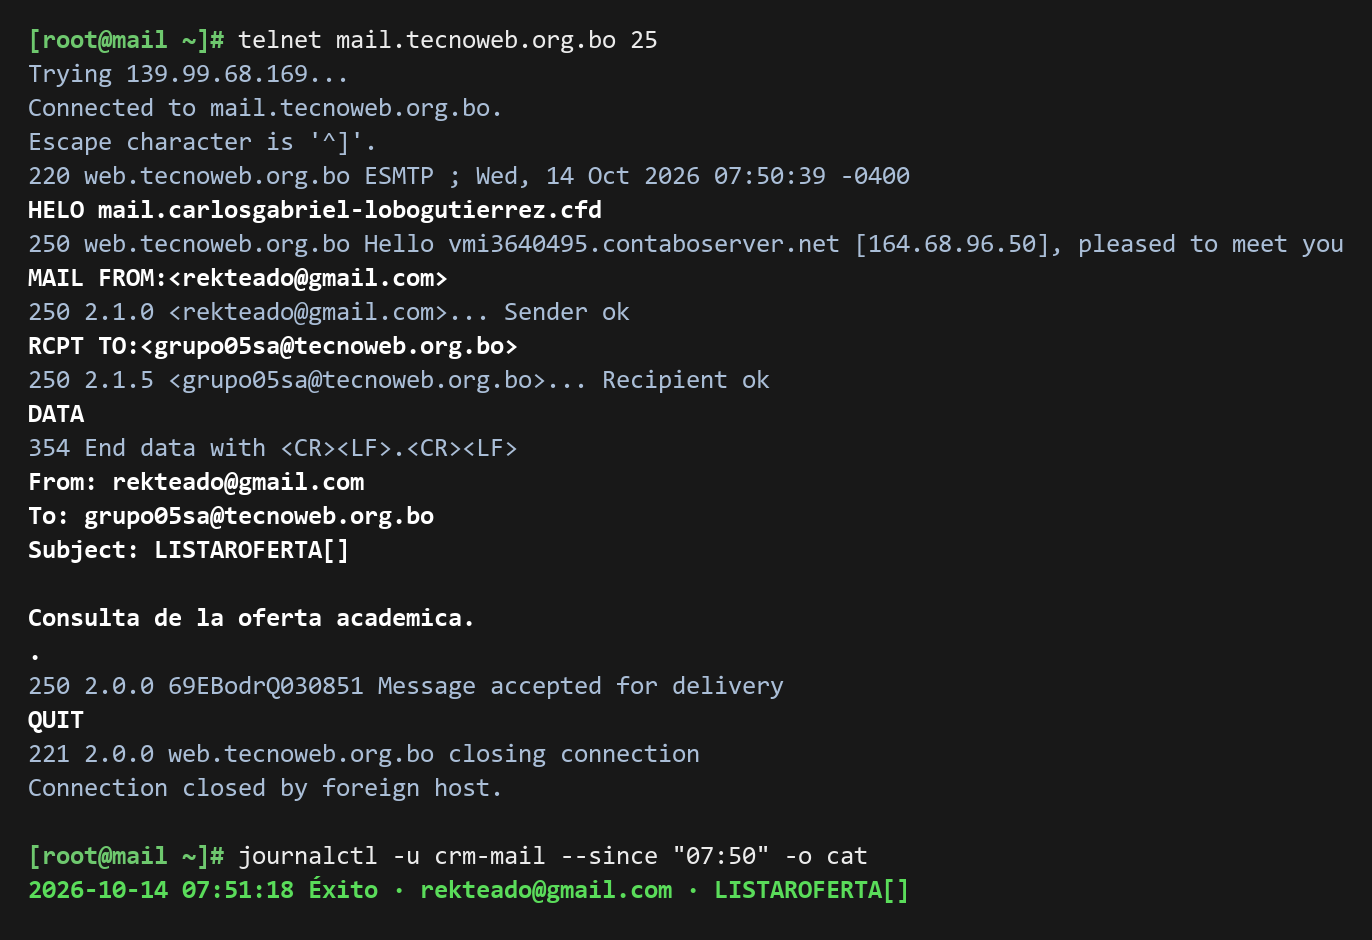 [root@mail ~]# telnet mail.tecnoweb.org.bo 25
Trying 139.99.68.169...
Connected to mail.tecnoweb.org.bo.
Escape character is '^]'.
220 web.tecnoweb.org.bo ESMTP ; Wed, 14 Oct 2026 07:50:39 -0400
HELO mail.carlosgabriel-lobogutierrez.cfd
250 web.tecnoweb.org.bo Hello vmi3640495.contaboserver.net [164.68.96.50], pleased to meet you
MAIL FROM:<rekteado@gmail.com>
250 2.1.0 <rekteado@gmail.com>... Sender ok
RCPT TO:<grupo05sa@tecnoweb.org.bo>
250 2.1.5 <grupo05sa@tecnoweb.org.bo>... Recipient ok
DATA
354 End data with <CR><LF>.<CR><LF>
From: rekteado@gmail.com
To: grupo05sa@tecnoweb.org.bo
Subject: LISTAROFERTA[]

Consulta de la oferta academica.
.
250 2.0.0 69EBodrQ030851 Message accepted for delivery
QUIT
221 2.0.0 web.tecnoweb.org.bo closing connection
Connection closed by foreign host.

[root@mail ~]# journalctl -u crm-mail --since "07:50" -o cat
2026-10-14 07:51:18 Éxito · rekteado@gmail.com · LISTAROFERTA[]